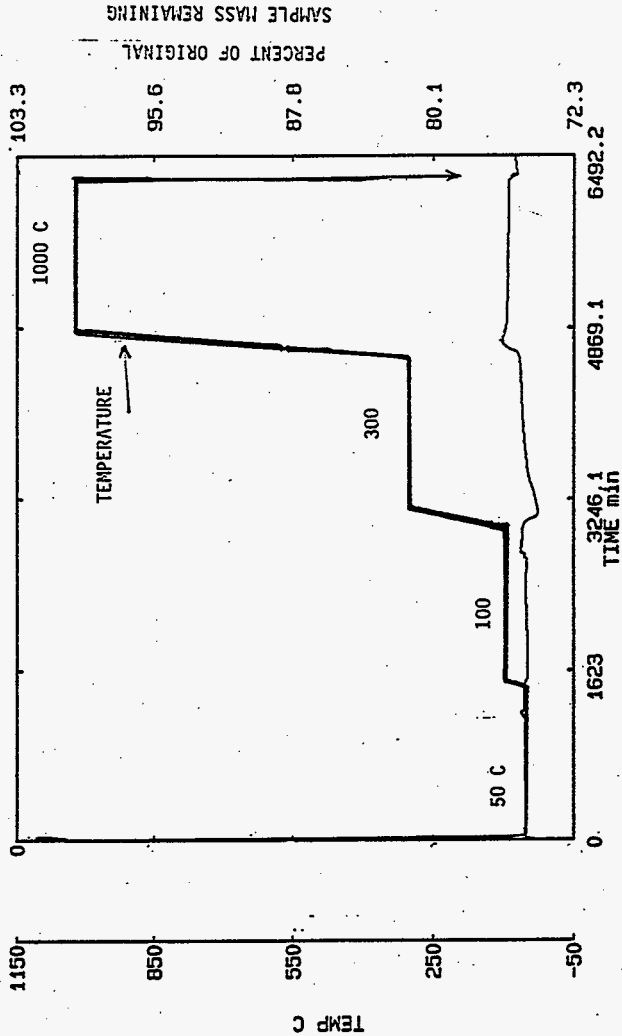 SAMPLE MASS REMAINING
PERCENT OF ORIGINAL
103.3
95.6
87.8
80.1
72.3
1000 C
TEMPERATURE
300
100
50 C
0
0
1623
3246.1
4869.1
6492.2
TIME min
1150
850
550
250
-50
TEMP C